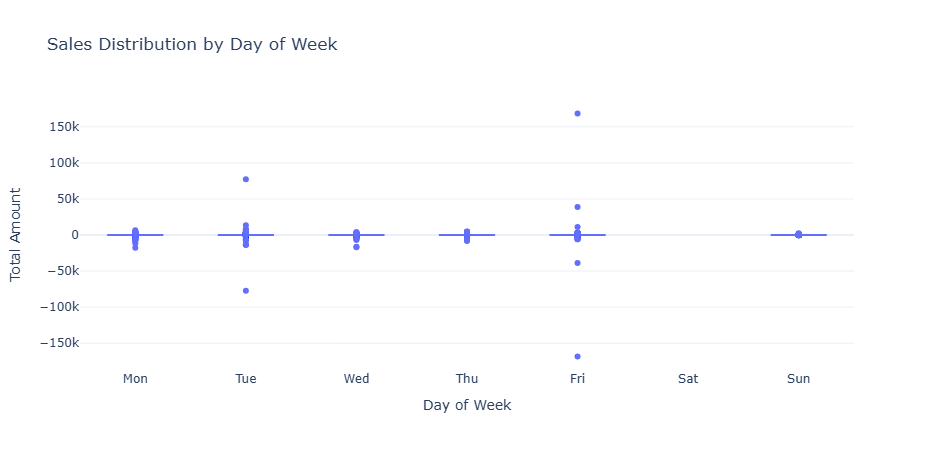 Sales Distribution by Day of Week
150k
100k
50k
0
−50k
−100k
−150k
Total Amount
Mon Tue Wed Thu Fri Sat Sun
Day of Week